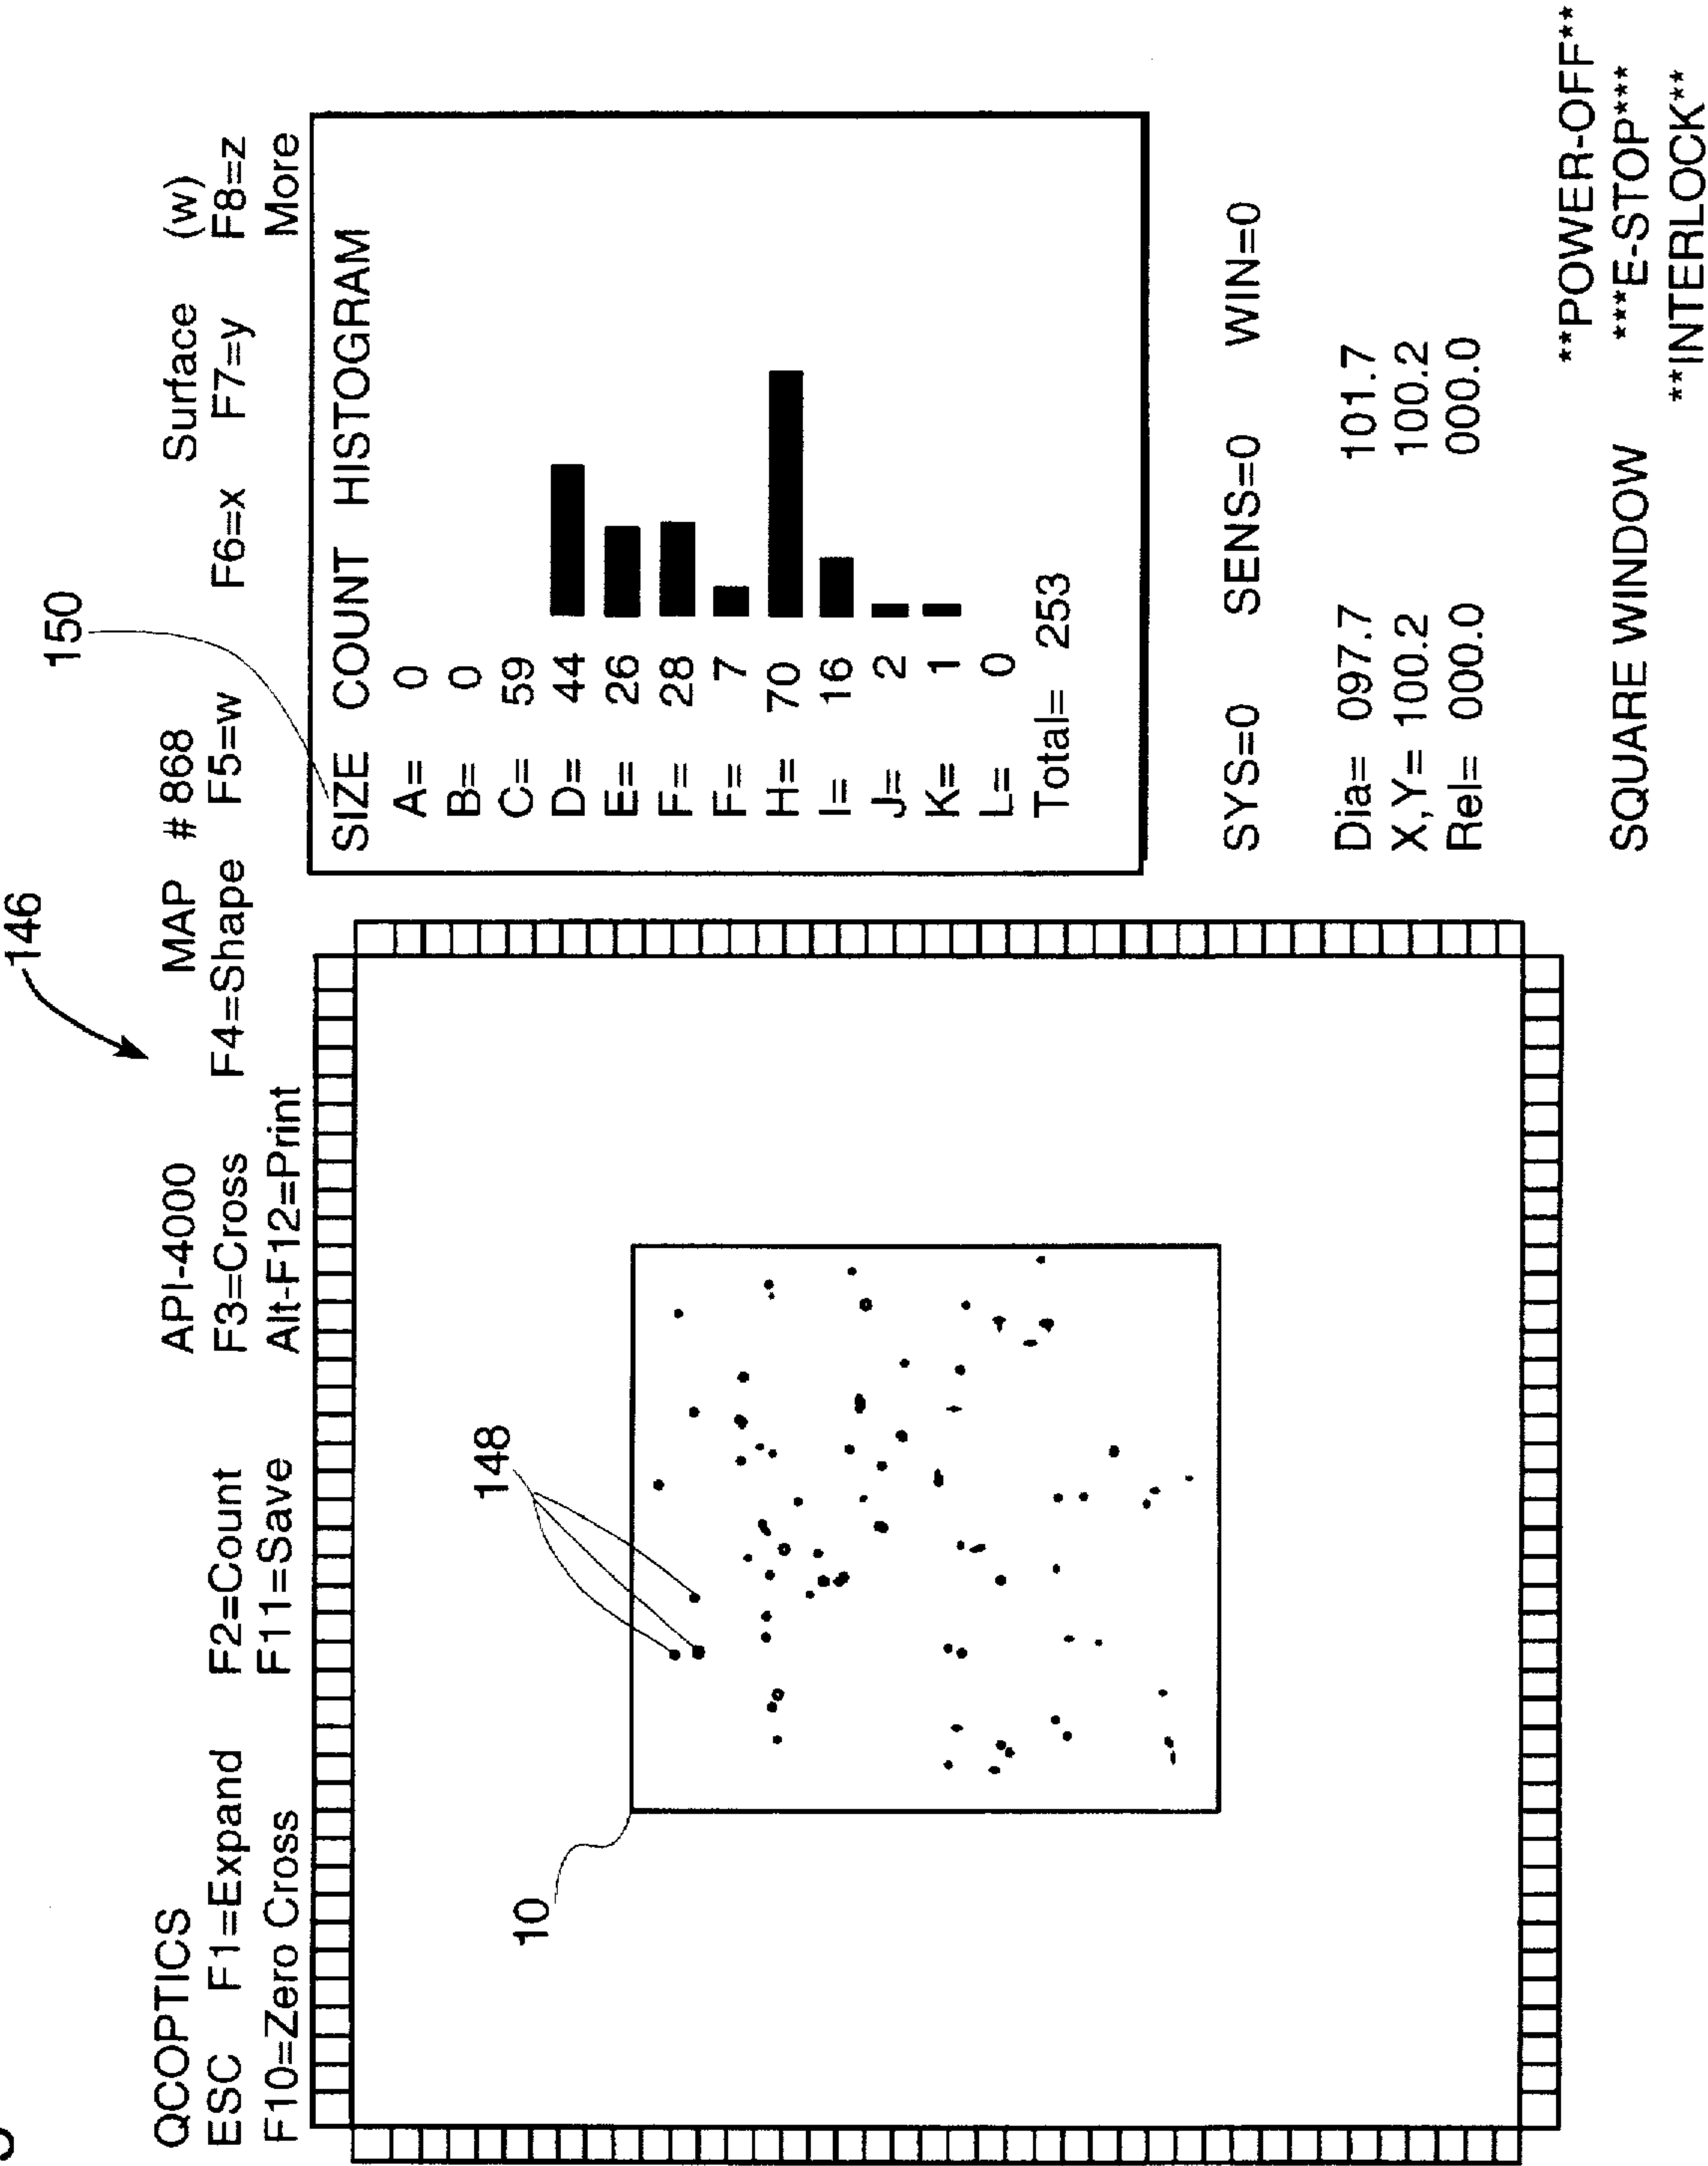 146
150
QCOPTICS API-4000 MAP # 868 Surface (w)
ESC F1=Expand F2=Count F3=Cross F4=Shape F5=w F6=x F7=y F8=z
F10=Zero Cross F11=Save Alt-F12=Print More
SIZE COUNT HISTOGRAM
A= 0
B= 0
C= 59
D= 44
E= 26
F= 28
F= 7
H= 70
I= 16
J= 2
K= 1
L= 0
Total= 253
148
10
SYS=0 SENS=0 WIN=0
Dia= 097.7 101.7
X,Y= 100.2 100.2
Rel= 000.0 000.0
**POWER-OFF**
SQUARE WINDOW ***E-STOP***
**INTERLOCK**